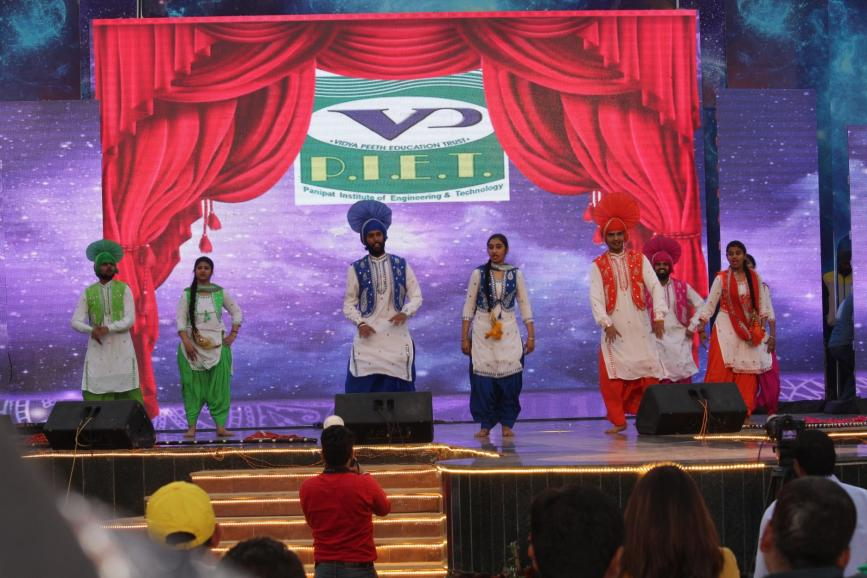 VP
• VIDYA PEETH EDUCATION TRUST •
P.I.E.T.
Panipat Institute of Engineering & Technology